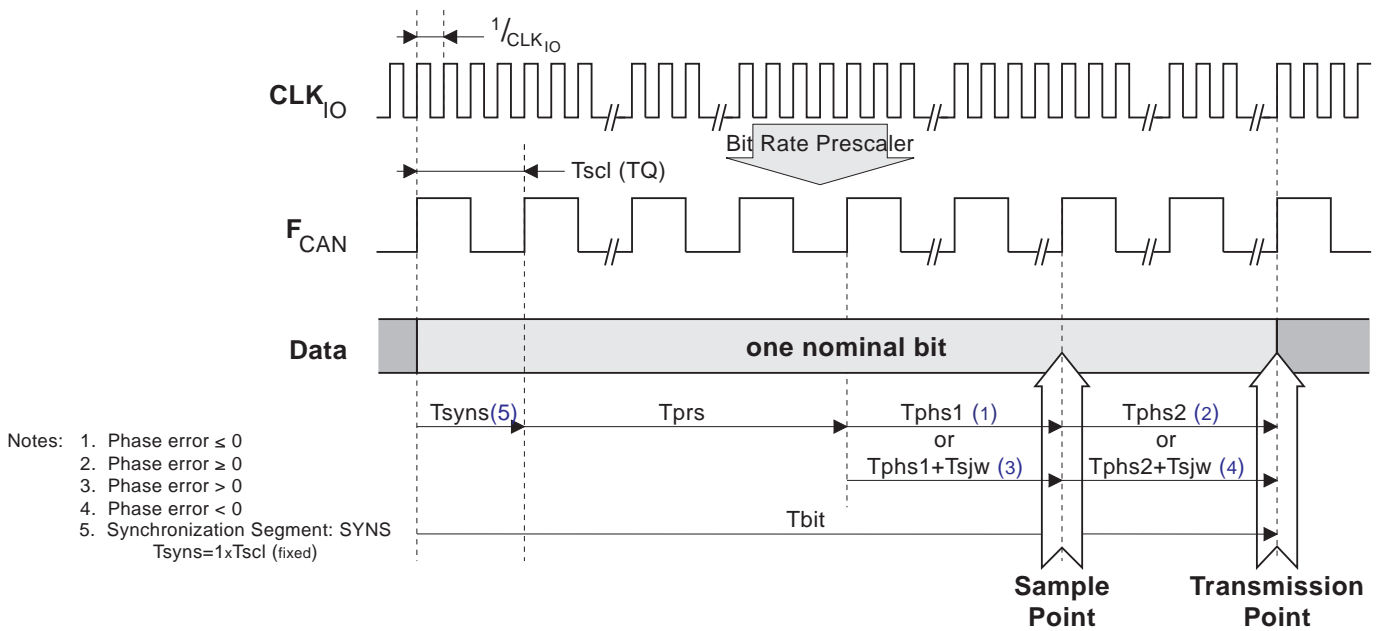 1/CLKIO
CLKIO
Bit Rate Prescaler
Tscl (TQ)
FCAN
Data
one nominal bit
Tsyns(5)
Tprs
Tphs1 (1)
Tphs2 (2)
or
or
Tphs1+Tsjw (3)
Tphs2+Tsjw (4)
Tbit
Notes: 1. Phase error ≤ 0
2. Phase error ≥ 0
3. Phase error > 0
4. Phase error < 0
5. Synchronization Segment: SYNS
Tsyns=1xTscl (fixed)
Sample
Point
Transmission
Point